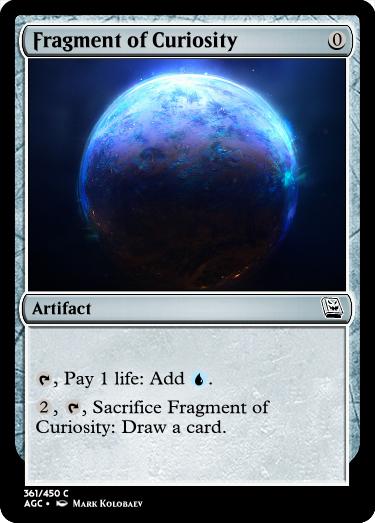 Fragment of Curiosity 0
Artifact
, Pay 1 life: Add .
2, , Sacrifice Fragment of
Curiosity: Draw a card.
361/450 C
AGC • Mark Kolobaev